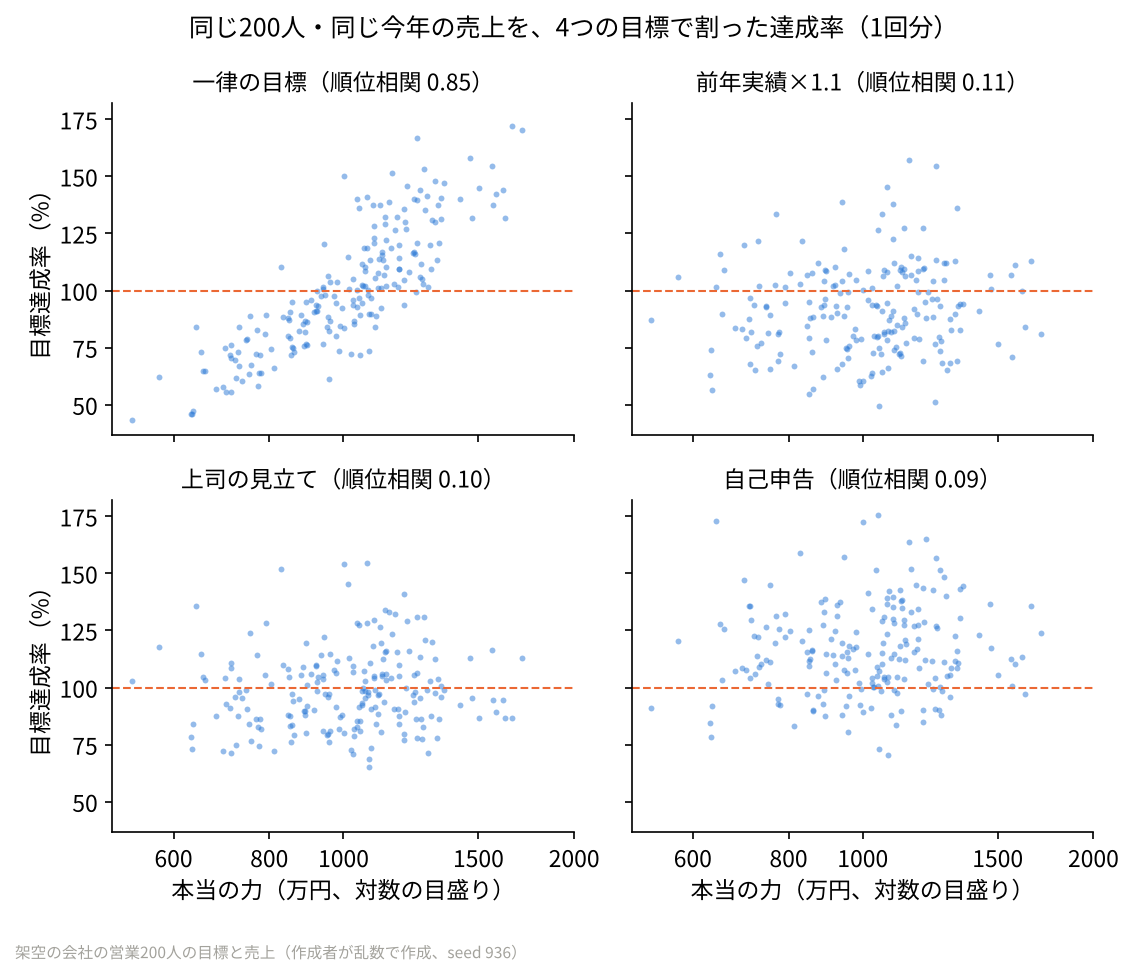 同じ200人・同じ今年の売上を、4つの目標で割った達成率（1回分）
一律の目標（順位相関 0.85）
前年実績×1.1（順位相関 0.11）
目標達成率（%）
175
150
125
100
75
50
上司の見立て（順位相関 0.10）
自己申告（順位相関 0.09）
目標達成率（%）
175
150
125
100
75
50
600 800 1000 1500 2000
600 800 1000 1500 2000
本当の力（万円、対数の目盛り）
本当の力（万円、対数の目盛り）
架空の会社の営業200人の目標と売上（作成者が乱数で作成、seed 936）